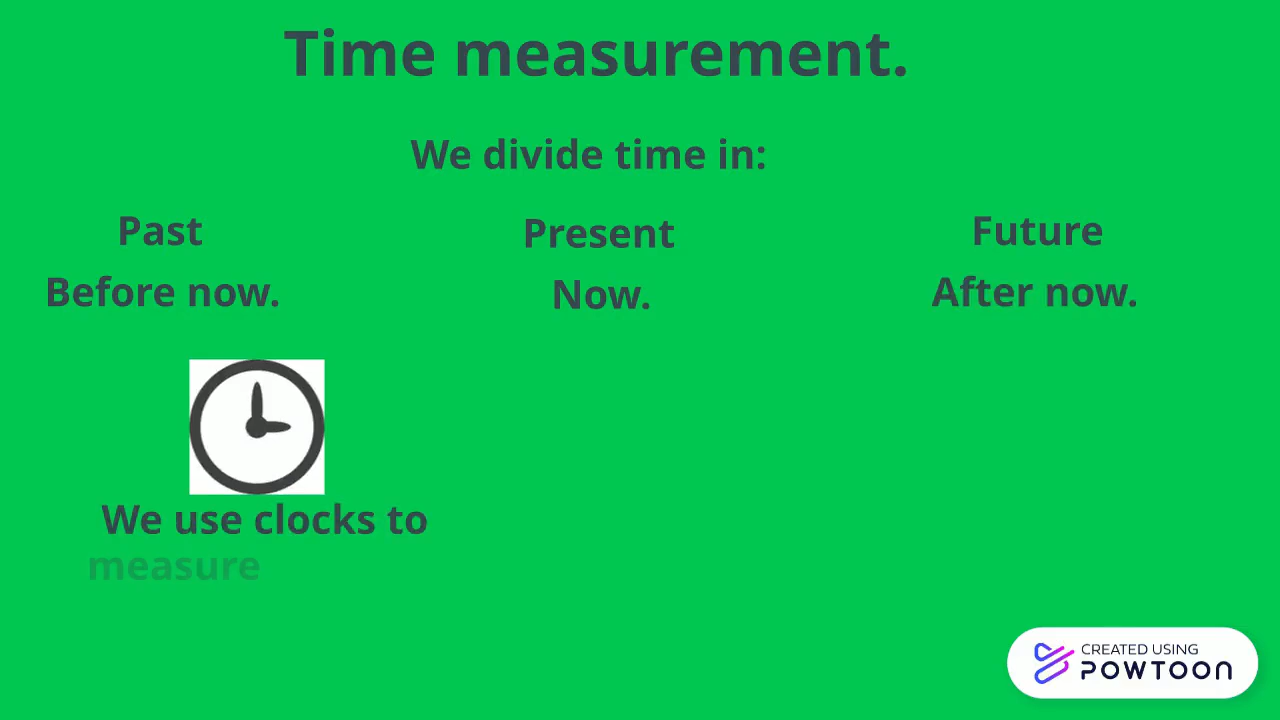 Time measurement.
We divide time in:
Past
Present
Future
Before now.
Now.
After now.
We use clocks to
measure
CREATED USING
POWTOON